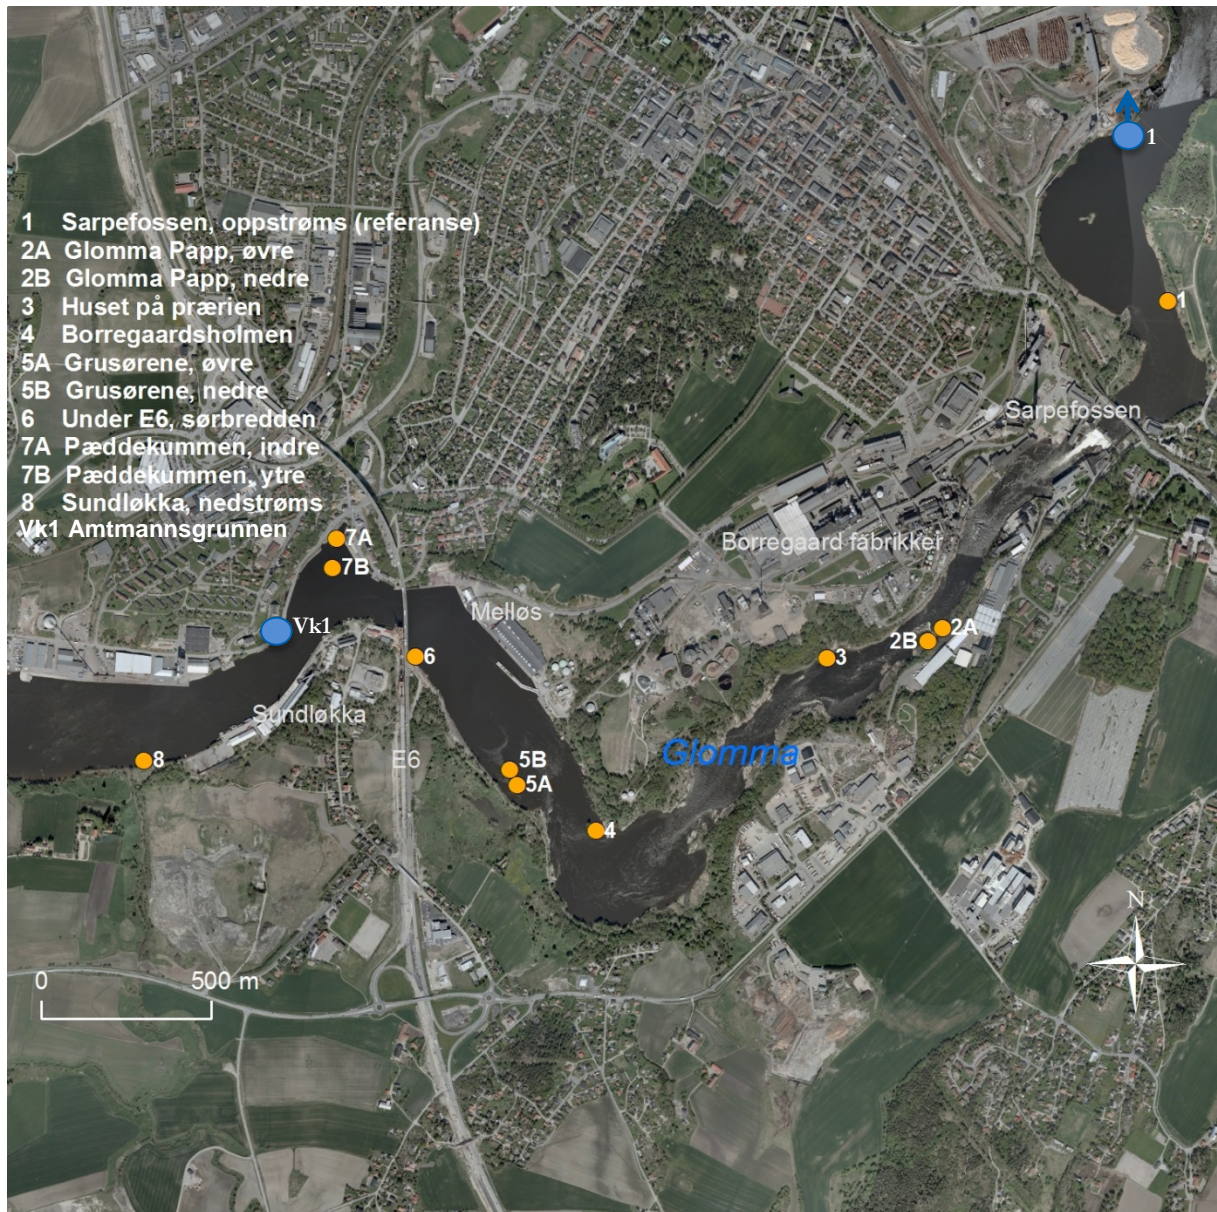 1
1 Sarpefossen, oppstrøms (referanse)
2A Glomma Papp, øvre
2B Glomma Papp, nedre
3 Huset på prærien
4 Borregaardsholmen
5A Grusørene, øvre
5B Grusørene, nedre
6 Under E6, sørbredden
7A Pæddekummen, indre
7B Pæddekummen, ytre
8 Sundløkka, nedstrøms
Vk1 Amtmannsgrunnen
1
Sarpefossen
7A
Borregaard fabrikker
7B
Melløs
Vk1
2A
2B
6
3
Sundløkka
Glomma
E6
8
5B
5A
4
N
0 500 m